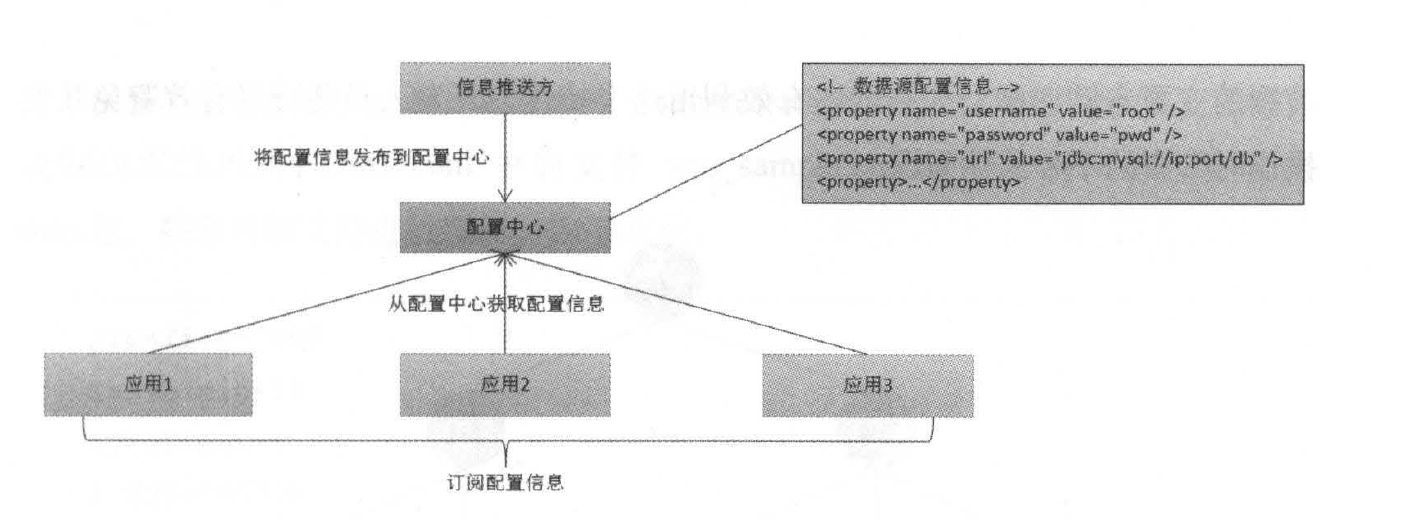 信息推送方
<!-- 数据源配置信息 -->
<property name="username" value="root" />
<property name="password" value="pwd" />
<property name="url" value="jdbc:mysql://ip:port/db" />
<property>...</property>
将配置信息发布到配置中心
配置中心
从配置中心获取配置信息
应用1
应用2
应用3
订阅配置信息